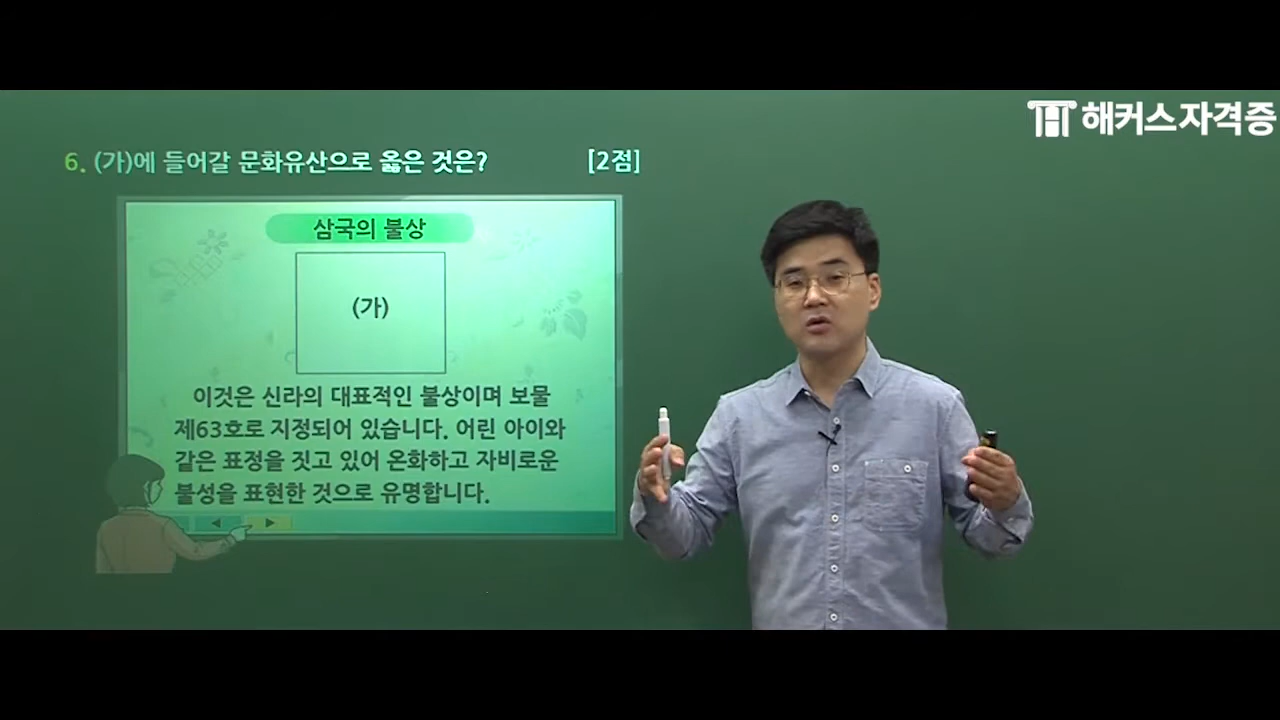 해커스자격증
6. (가)에 들어갈 문화유산으로 옳은 것은? [2점]
삼국의 불상
(가)
이것은 신라의 대표적인 불상이며 보물
제63호로 지정되어 있습니다. 어린 아이와
같은 표정을 짓고 있어 온화하고 자비로운
불성을 표현한 것으로 유명합니다.